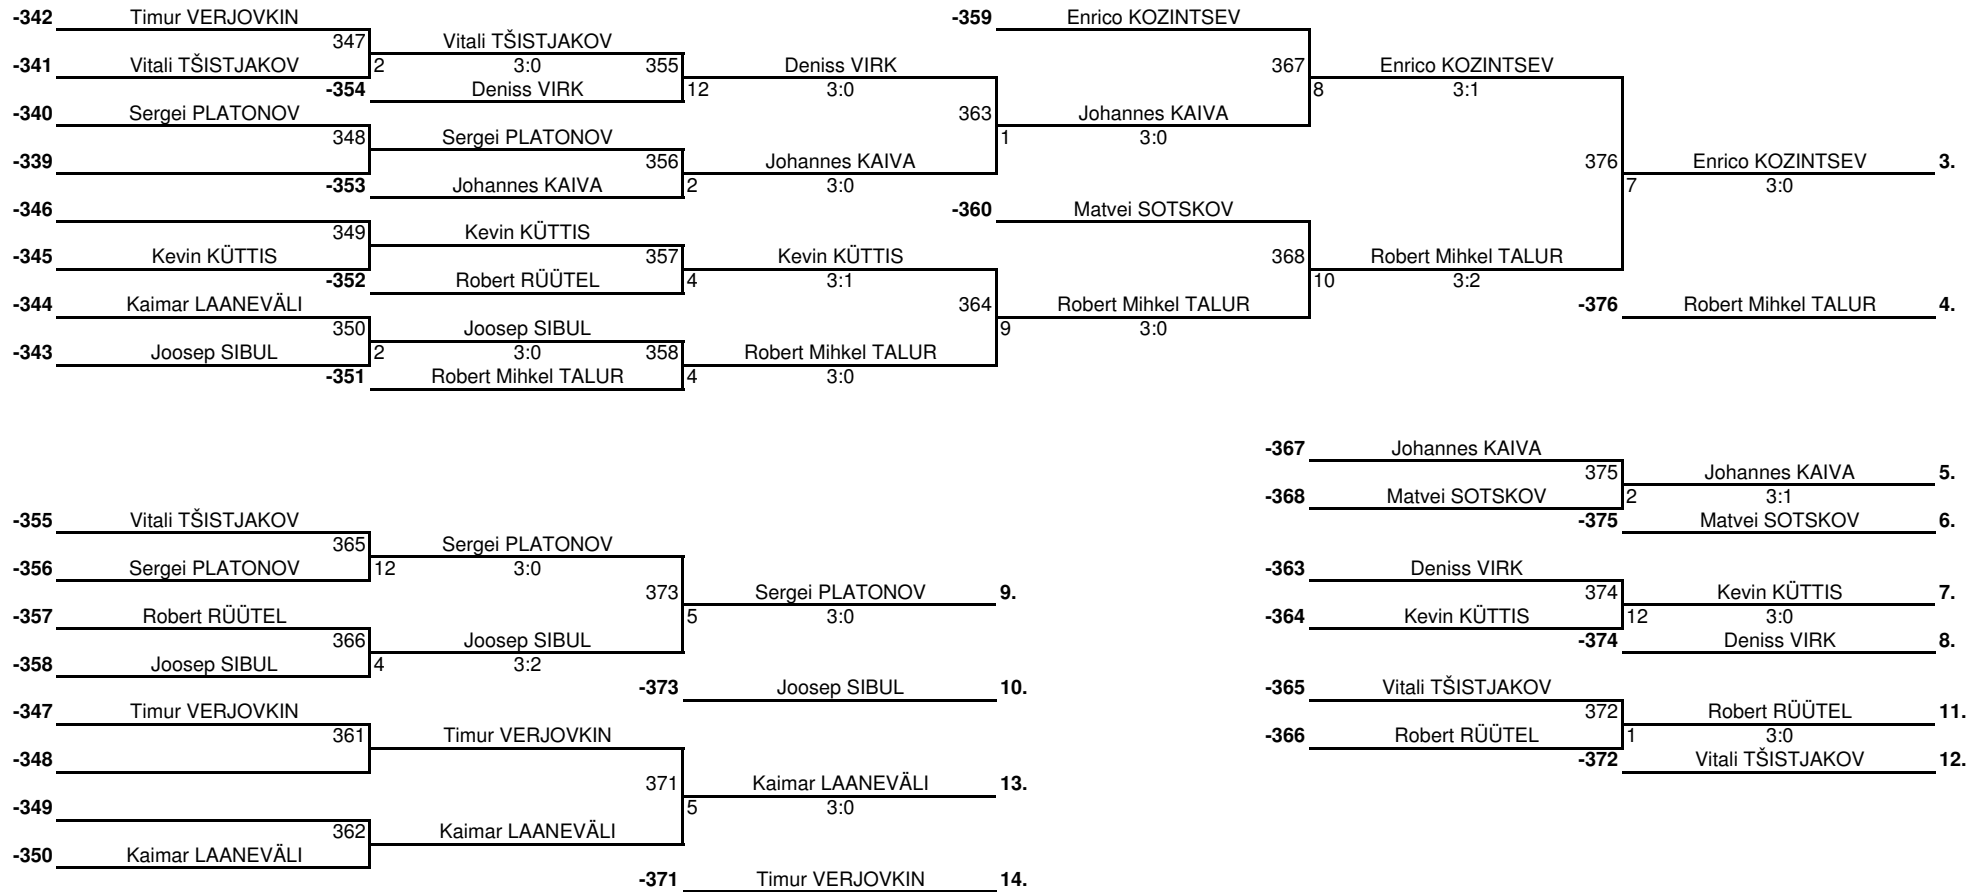 -342 Timur VERJOVKIN -359 Enrico KOZINTSEV
347 Vitali TŠISTJAKOV
-341 Vitali TŠISTJAKOV 2 3:0 355 Deniss VIRK 367 Enrico KOZINTSEV
-354 Deniss VIRK 12 3:0 8 3:1
-340 Sergei PLATONOV 363 Johannes KAIVA
348 Sergei PLATONOV 1 3:0
-339 356 Johannes KAIVA 376 Enrico KOZINTSEV 3.
-353 Johannes KAIVA 2 3:0 7 3:0
-346 -360 Matvei SOTSKOV
349 Kevin KÜTTIS
-345 Kevin KÜTTIS 357 Kevin KÜTTIS 368 Robert Mihkel TALUR
-352 Robert RÜÜTEL 4 3:1 10 3:2
-344 Kaimar LAANEVÄLI 364 Robert Mihkel TALUR -376 Robert Mihkel TALUR 4.
350 Joosep SIBUL 9 3:0
-343 Joosep SIBUL 2 3:0 358 Robert Mihkel TALUR
-351 Robert Mihkel TALUR 4 3:0
-367 Johannes KAIVA
375 Johannes KAIVA 5.
-368 Matvei SOTSKOV 2 3:1
-355 Vitali TŠISTJAKOV -375 Matvei SOTSKOV 6.
365 Sergei PLATONOV
-356 Sergei PLATONOV 12 3:0 -363 Deniss VIRK
373 Sergei PLATONOV 9. 374 Kevin KÜTTIS 7.
-357 Robert RÜÜTEL 5 3:0 -364 Kevin KÜTTIS 12 3:0
366 Joosep SIBUL -374 Deniss VIRK 8.
-358 Joosep SIBUL 4 3:2
-373 Joosep SIBUL 10. -365 Vitali TŠISTJAKOV
-347 Timur VERJOVKIN 372 Robert RÜÜTEL 11.
361 Timur VERJOVKIN -366 Robert RÜÜTEL 1 3:0
-348 -372 Vitali TŠISTJAKOV 12.
371 Kaimar LAANEVÄLI 13.
-349 5 3:0
362 Kaimar LAANEVÄLI
-350 Kaimar LAANEVÄLI
-371 Timur VERJOVKIN 14.